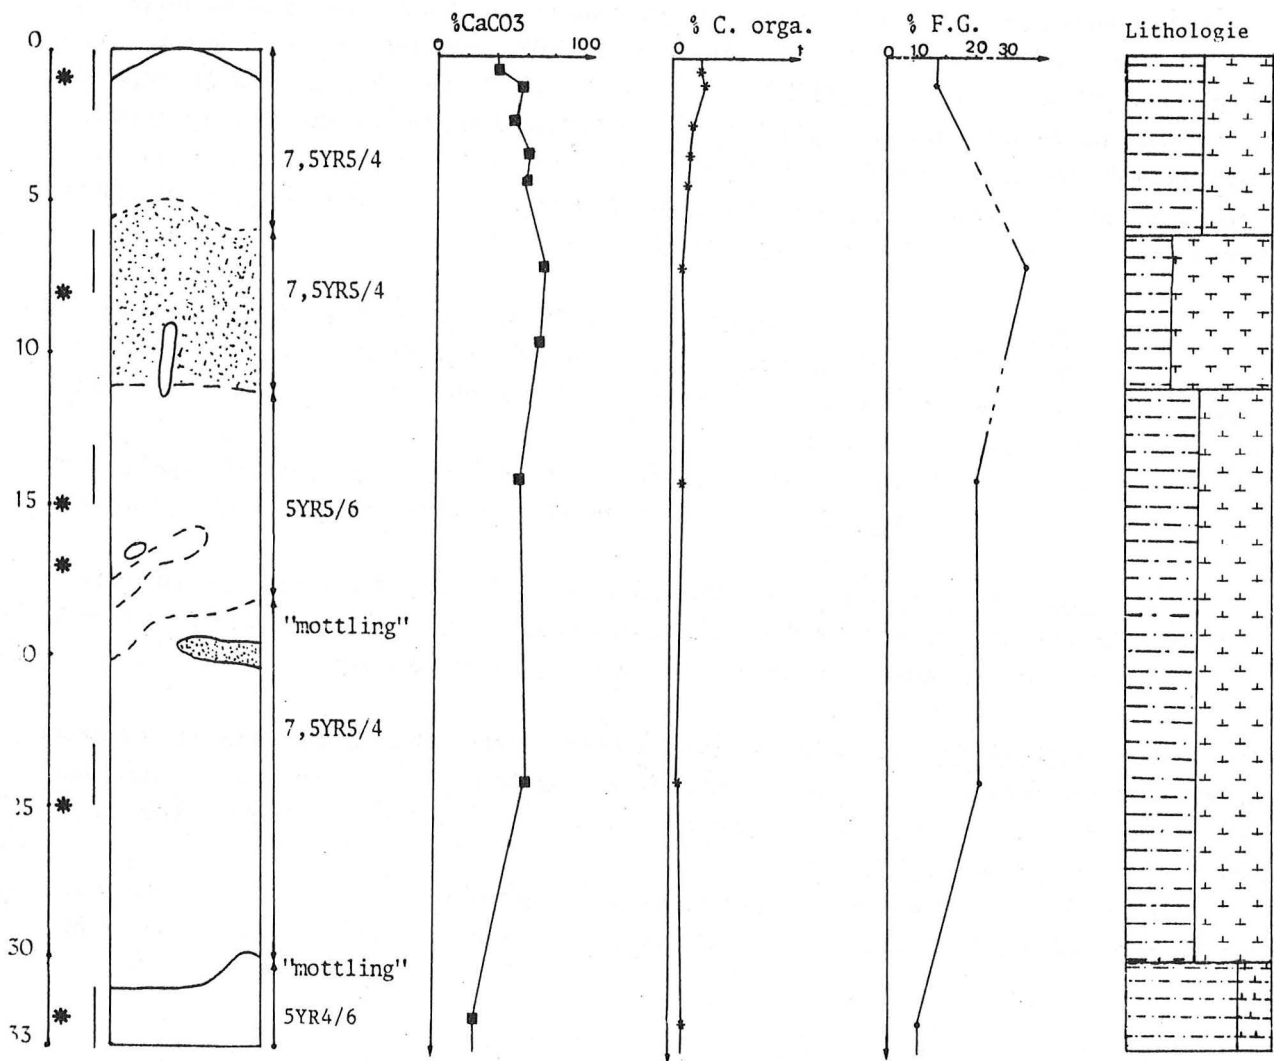 %CaCO3
% C. orga.
% F.G.
Lithologie
0
0 100
0 1
0 10 20 30
7,5YR5/4
5
7,5YR5/4
10
5YR5/6
15
"mottling"
7,5YR5/4
30
"mottling"
5YR4/6